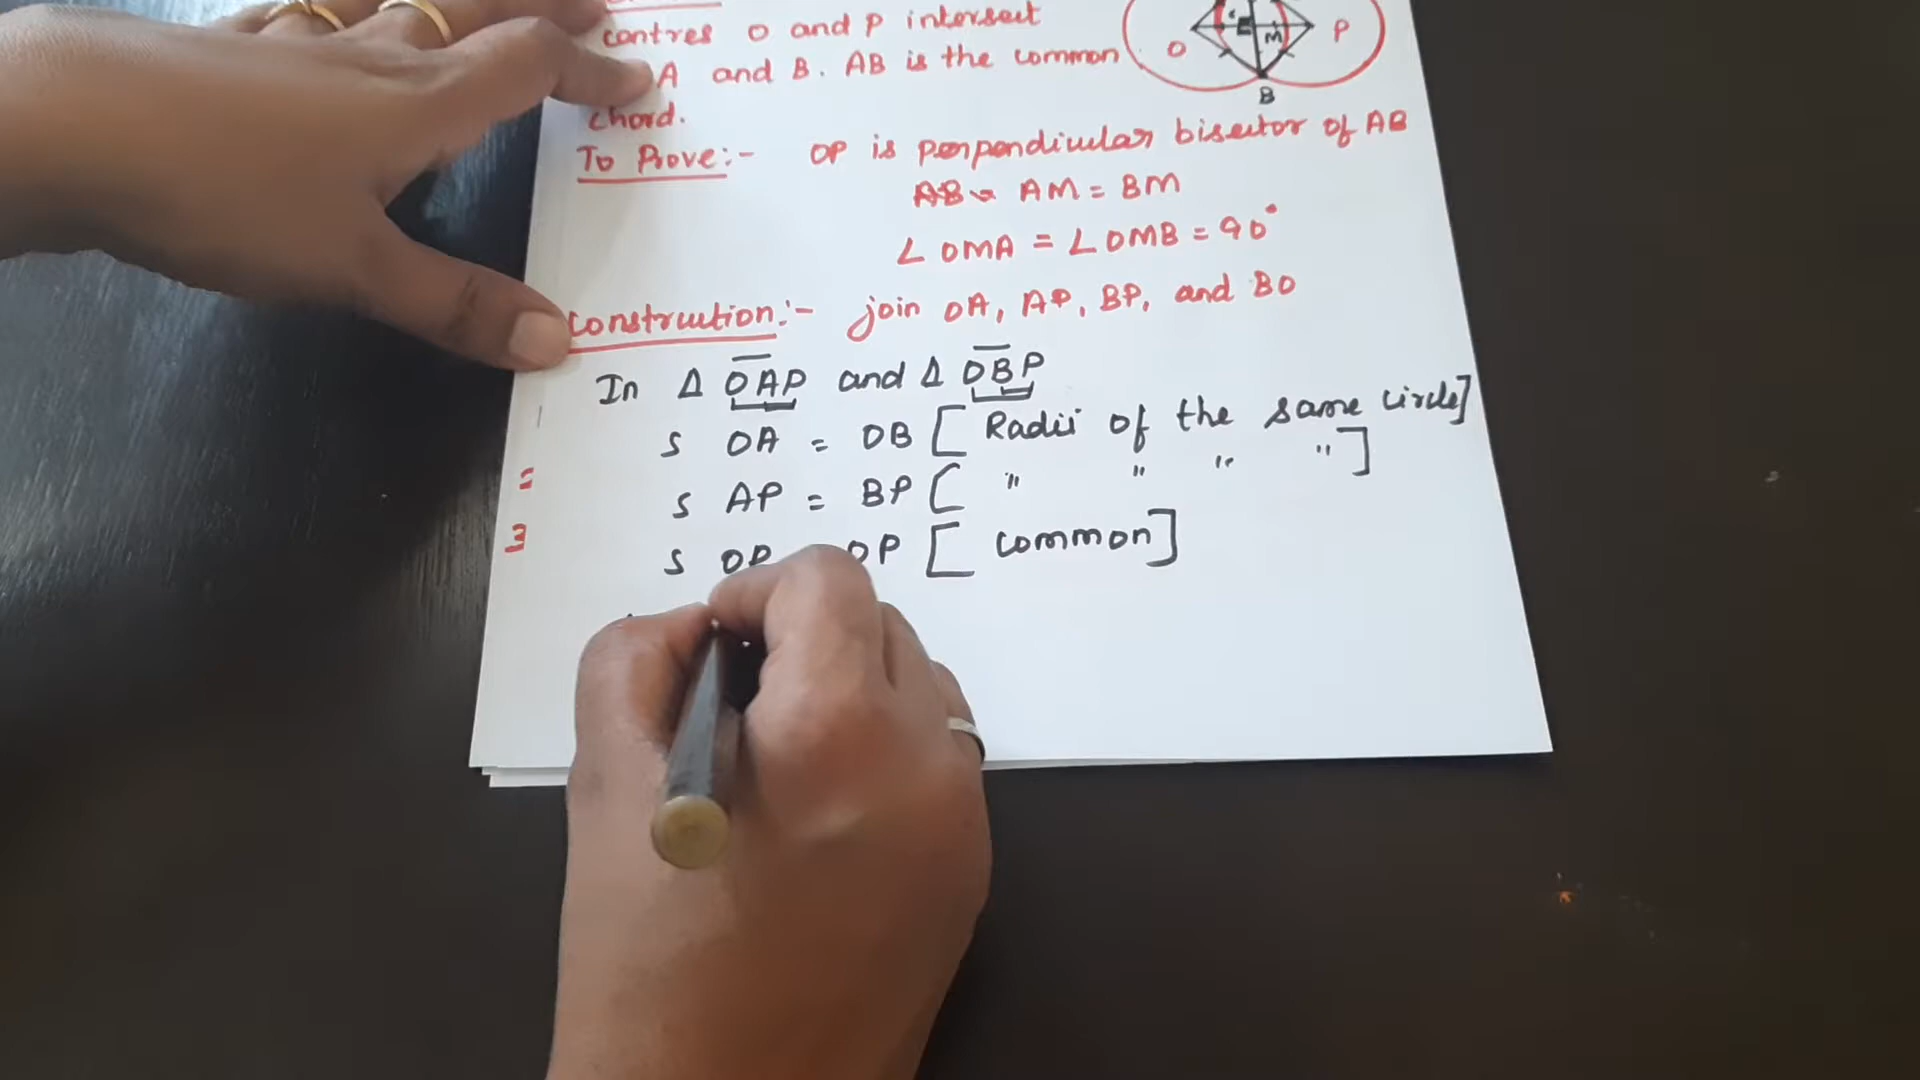 contres O and P intersect
A and B. AB is the common
chord.
To Prove:- OP is perpendicular bisector of AB
AM = BM
∠OMA = ∠OMB = 90°
construction:- join OA, AP, BP, and BO
In Δ OAP and Δ OBP
S OA = OB [Radii of the same circle]
S AP = BP [ " " " " ]
S OP OP [common]
O M P
B